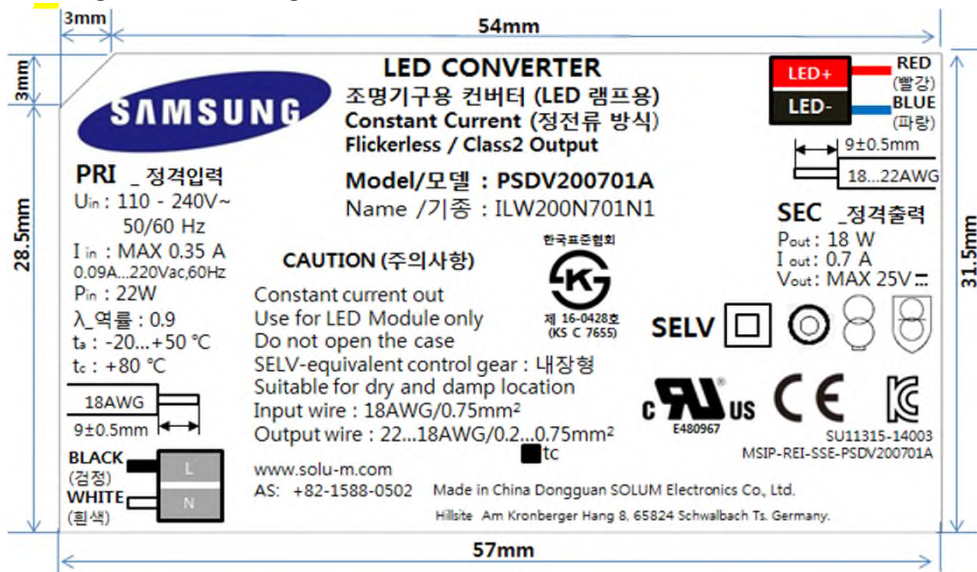 3mm
54mm
3mm
28.5mm
31.5mm
57mm
SAMSUNG
LED CONVERTER
조명기구용 컨버터 (LED 램프용)
Constant Current (정전류 방식)
Flickerless / Class2 Output
Model/모델 : PSDV200701A
Name /기종 : ILW200N701N1
LED+
LED-
RED
(빨강)
BLUE
(파랑)
9±0.5mm
18...22AWG
PRI _ 정격입력
Uin : 110 - 240V~
50/60 Hz
I in : MAX 0.35 A
0.09A...220Vac,60Hz
Pin : 22W
λ_역률 : 0.9
ta : -20...+50 ℃
tc : +80 ℃
18AWG
9±0.5mm
BLACK
(검정)
WHITE
(흰색)
L
N
CAUTION (주의사항)
Constant current out
Use for LED Module only
Do not open the case
SELV-equivalent control gear : 내장형
Suitable for dry and damp location
Input wire : 18AWG/0.75mm²
Output wire : 22...18AWG/0.2...0.75mm²
tc
한국표준협회
제 16-0428호
(KS C 7655)
SEC _정격출력
Pout : 18 W
I out : 0.7 A
Vout : MAX 25V
SELV
c RU US
E480967
CE
KC
SU11315-14003
MSIP-REI-SSE-PSDV200701A
www.solu-m.com
AS: +82-1588-0502
Made in China Dongguan SOLUM Electronics Co., Ltd.
Hillsite Am Kronberger Hang 8, 65824 Schwalbach Ts. Germany.